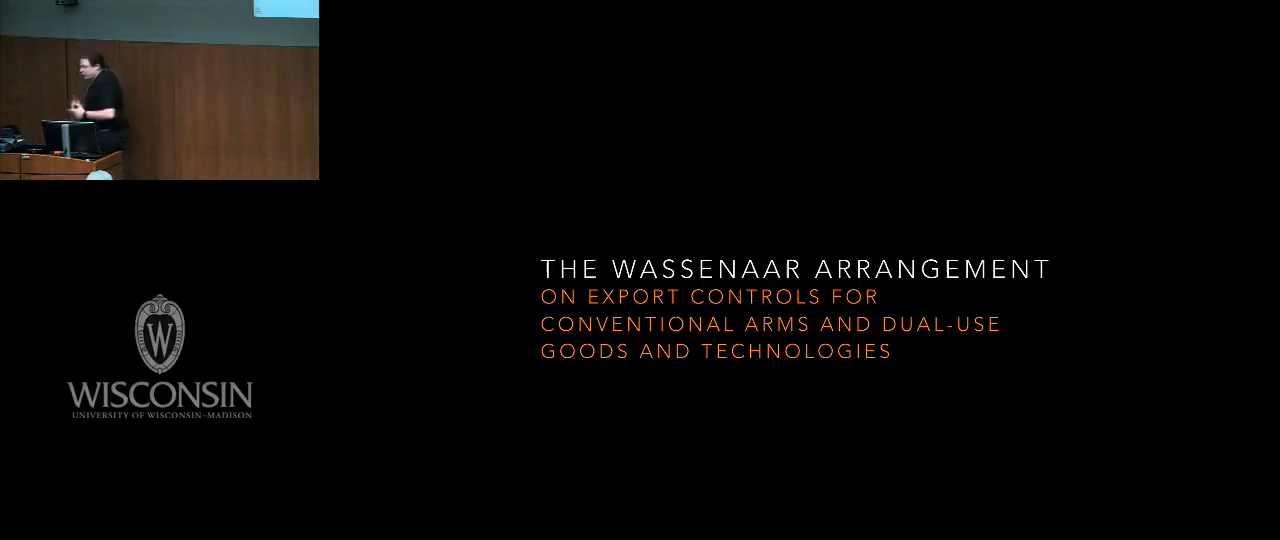 THE WASSENAAR ARRANGEMENT
ON EXPORT CONTROLS FOR
CONVENTIONAL ARMS AND DUAL-USE
GOODS AND TECHNOLOGIES
W
WISCONSIN
UNIVERSITY OF WISCONSIN–MADISON